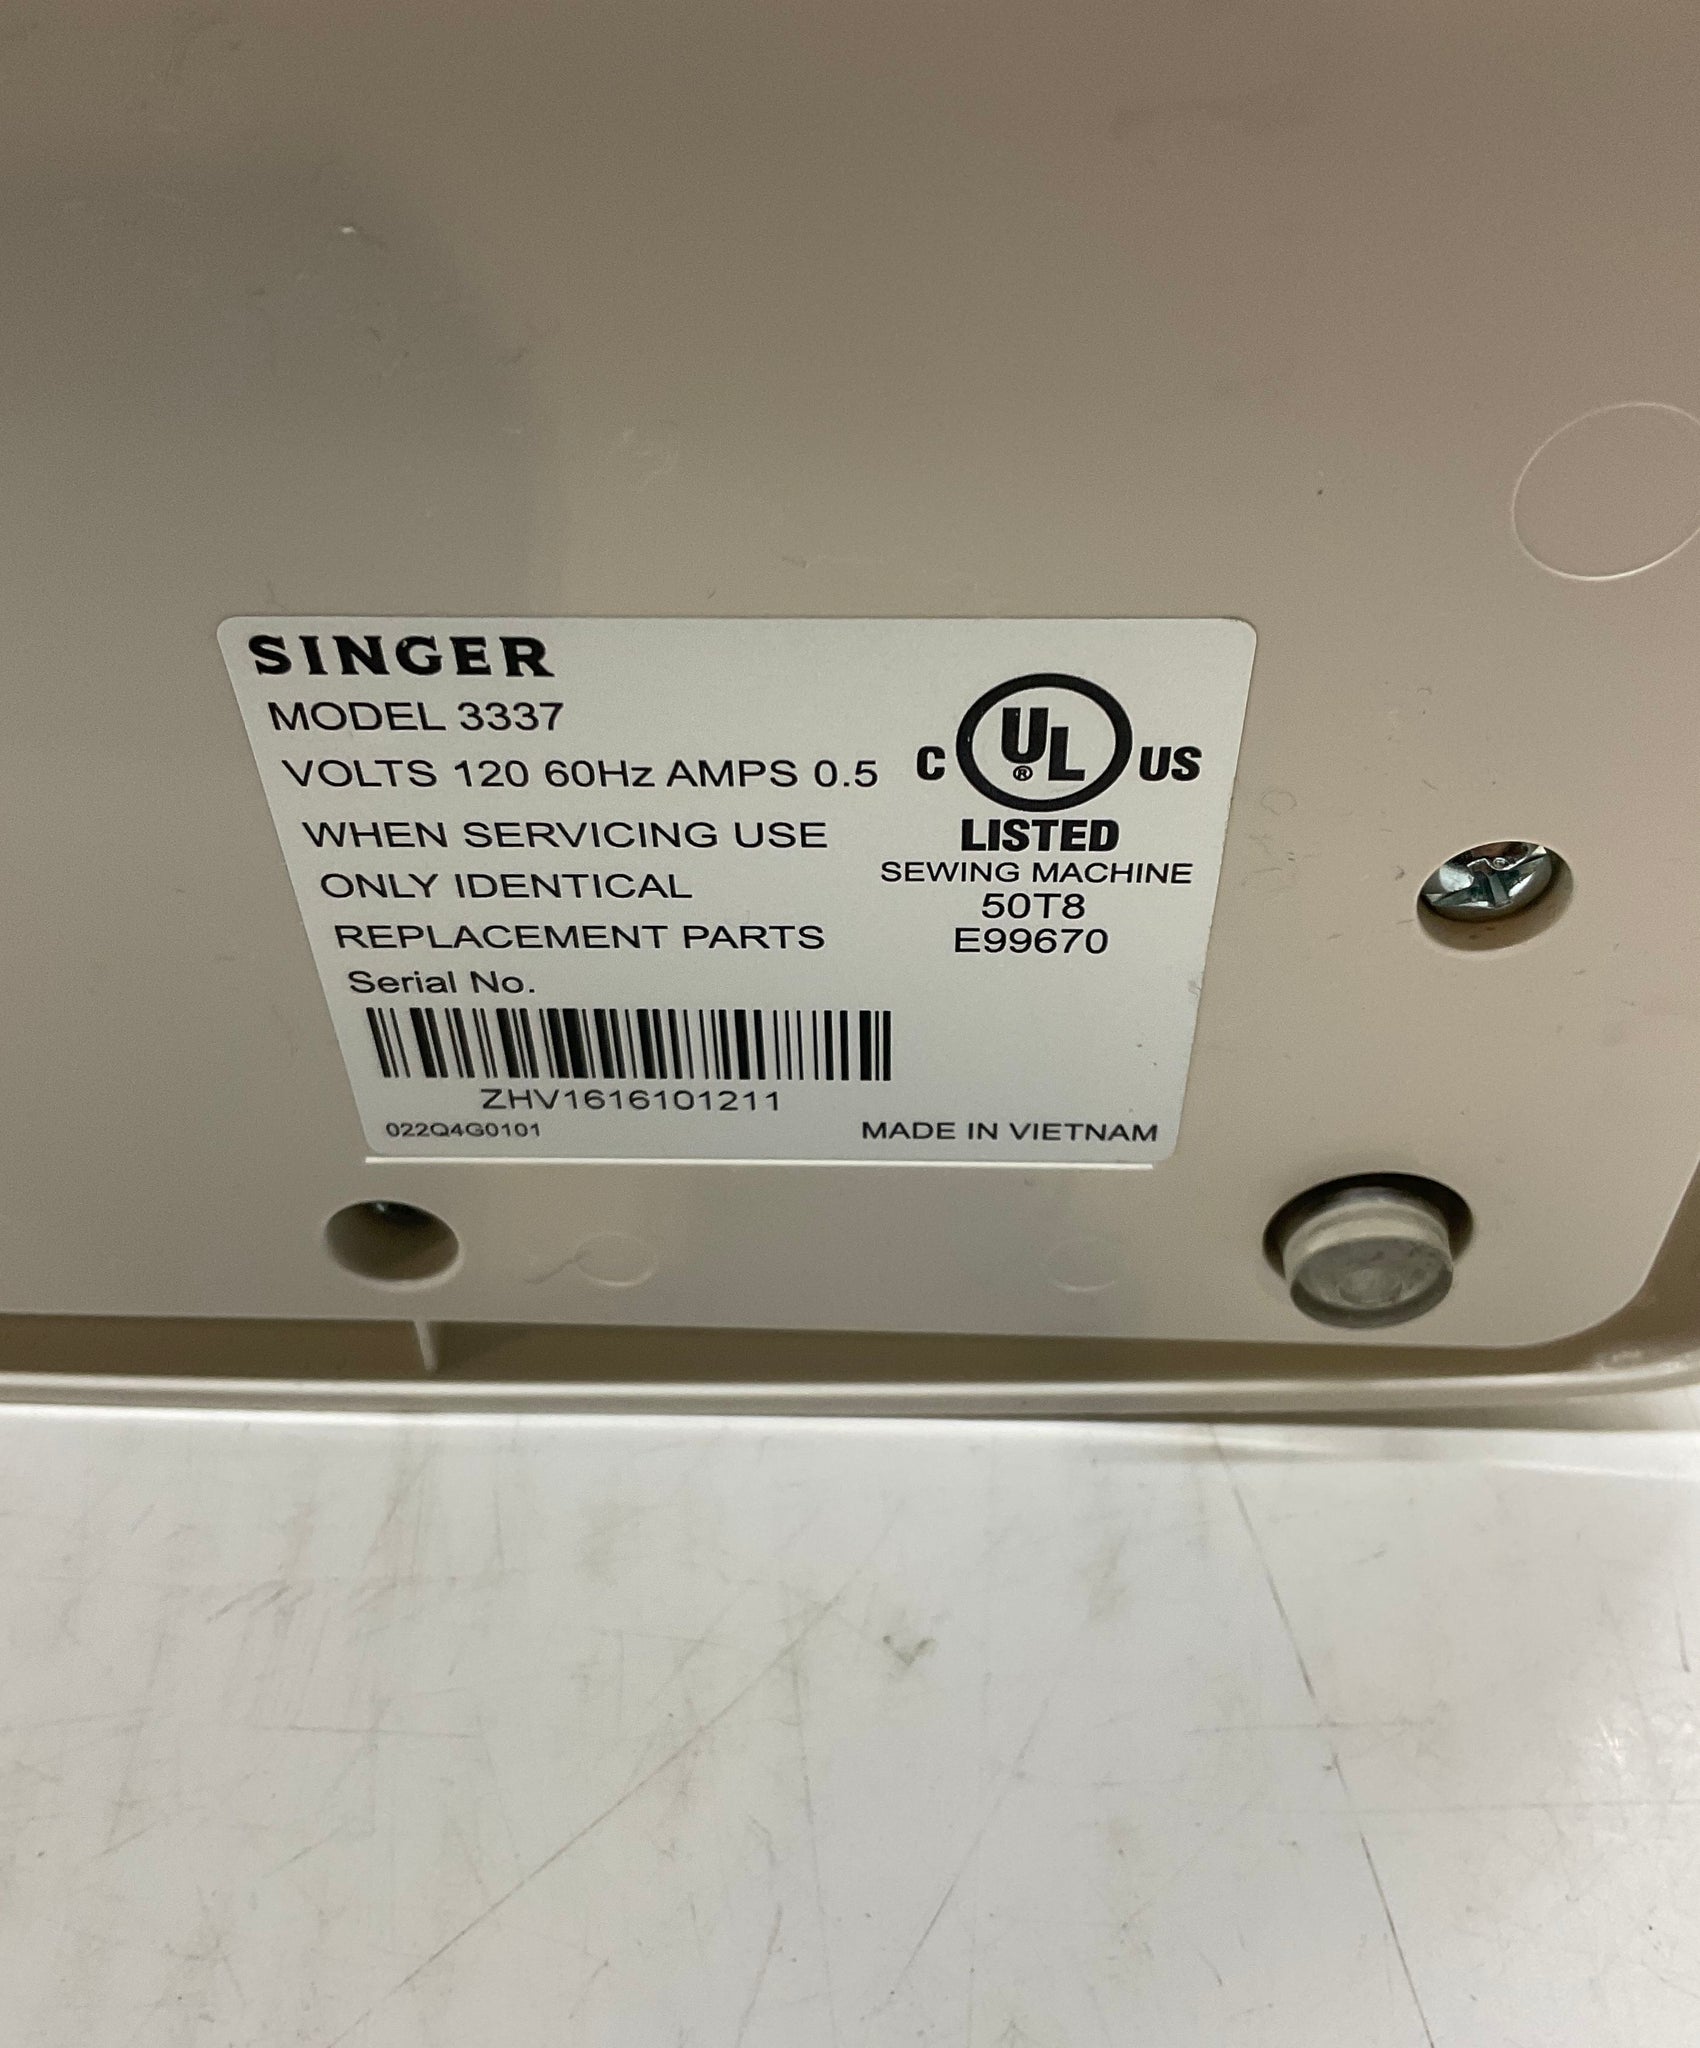 SINGER
MODEL 3337
VOLTS 120 60Hz AMPS 0.5
WHEN SERVICING USE
ONLY IDENTICAL
REPLACEMENT PARTS
Serial No.
ZHV1616101211
022Q4G0101
C UL® US
LISTED
SEWING MACHINE
50T8
E99670
MADE IN VIETNAM